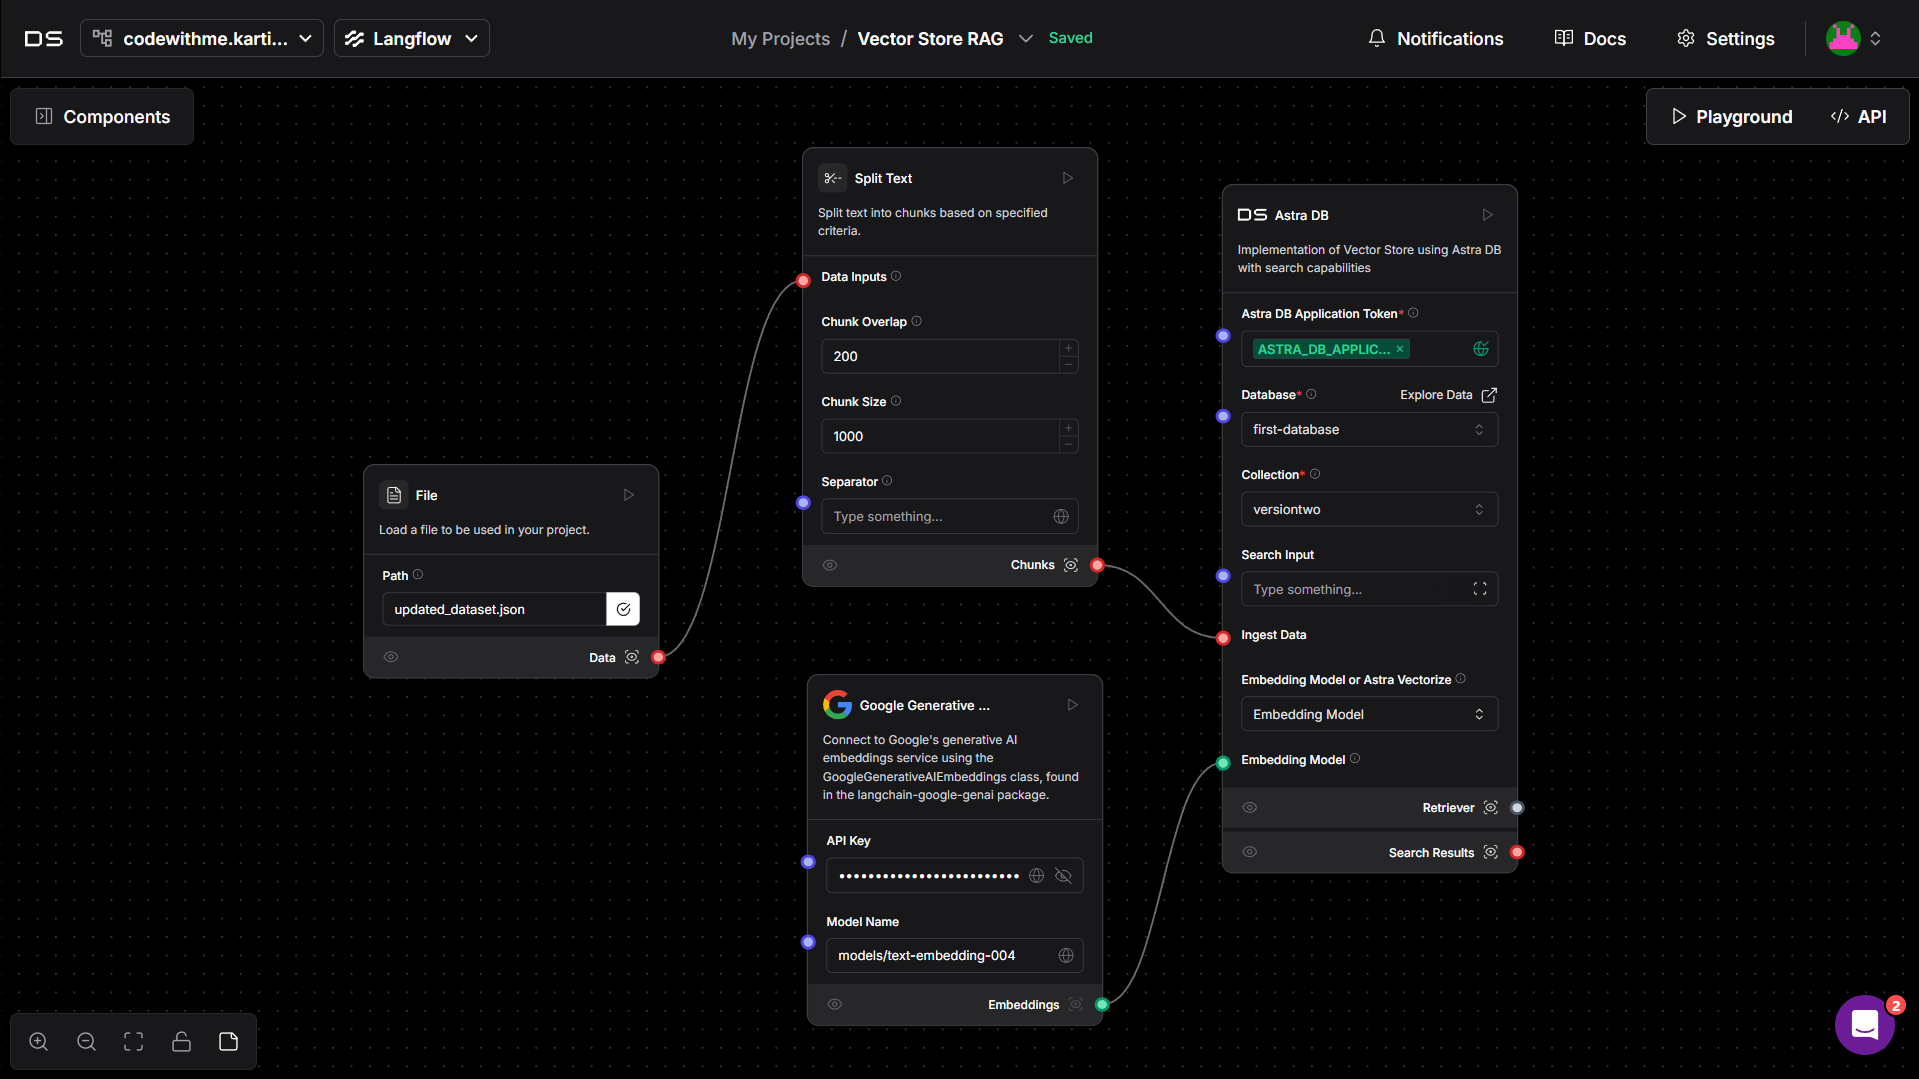 DS
codewithme.karti...
Langflow
My Projects / Vector Store RAG
Saved
Notifications
Docs
Settings
Components
Playground
</> API
File
Load a file to be used in your project.
Path
updated_dataset.json
Data
Split Text
Split text into chunks based on specified
criteria.
Data Inputs
Chunk Overlap
200
Chunk Size
1000
Separator
Type something...
Chunks
Google Generative ...
Connect to Google's generative AI
embeddings service using the
GoogleGenerativeAIEmbeddings class, found
in the langchain-google-genai package.
API Key
•••••••••••••••••••••••••
Model Name
models/text-embedding-004
Embeddings
DS Astra DB
Implementation of Vector Store using Astra DB
with search capabilities
Astra DB Application Token*
ASTRA_DB_APPLIC... ×
Database*
Explore Data
first-database
Collection*
versiontwo
Search Input
Type something...
Ingest Data
Embedding Model or Astra Vectorize
Embedding Model
Embedding Model
Retriever
Search Results
2